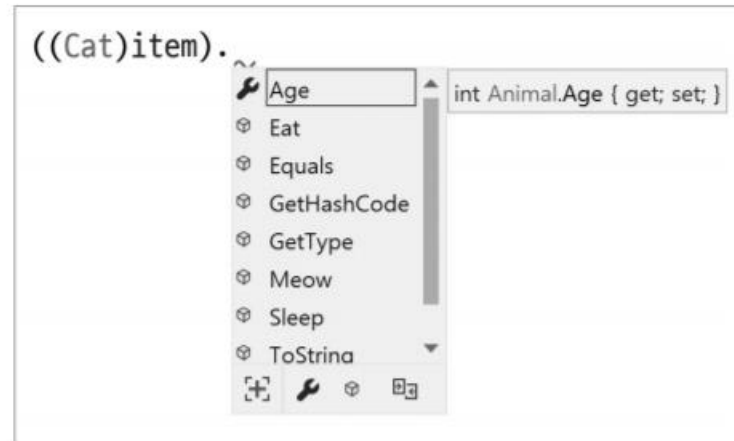 ((Cat)item).
Age
int Animal.Age { get; set; }
Eat
Equals
GetHashCode
GetType
Meow
Sleep
ToString